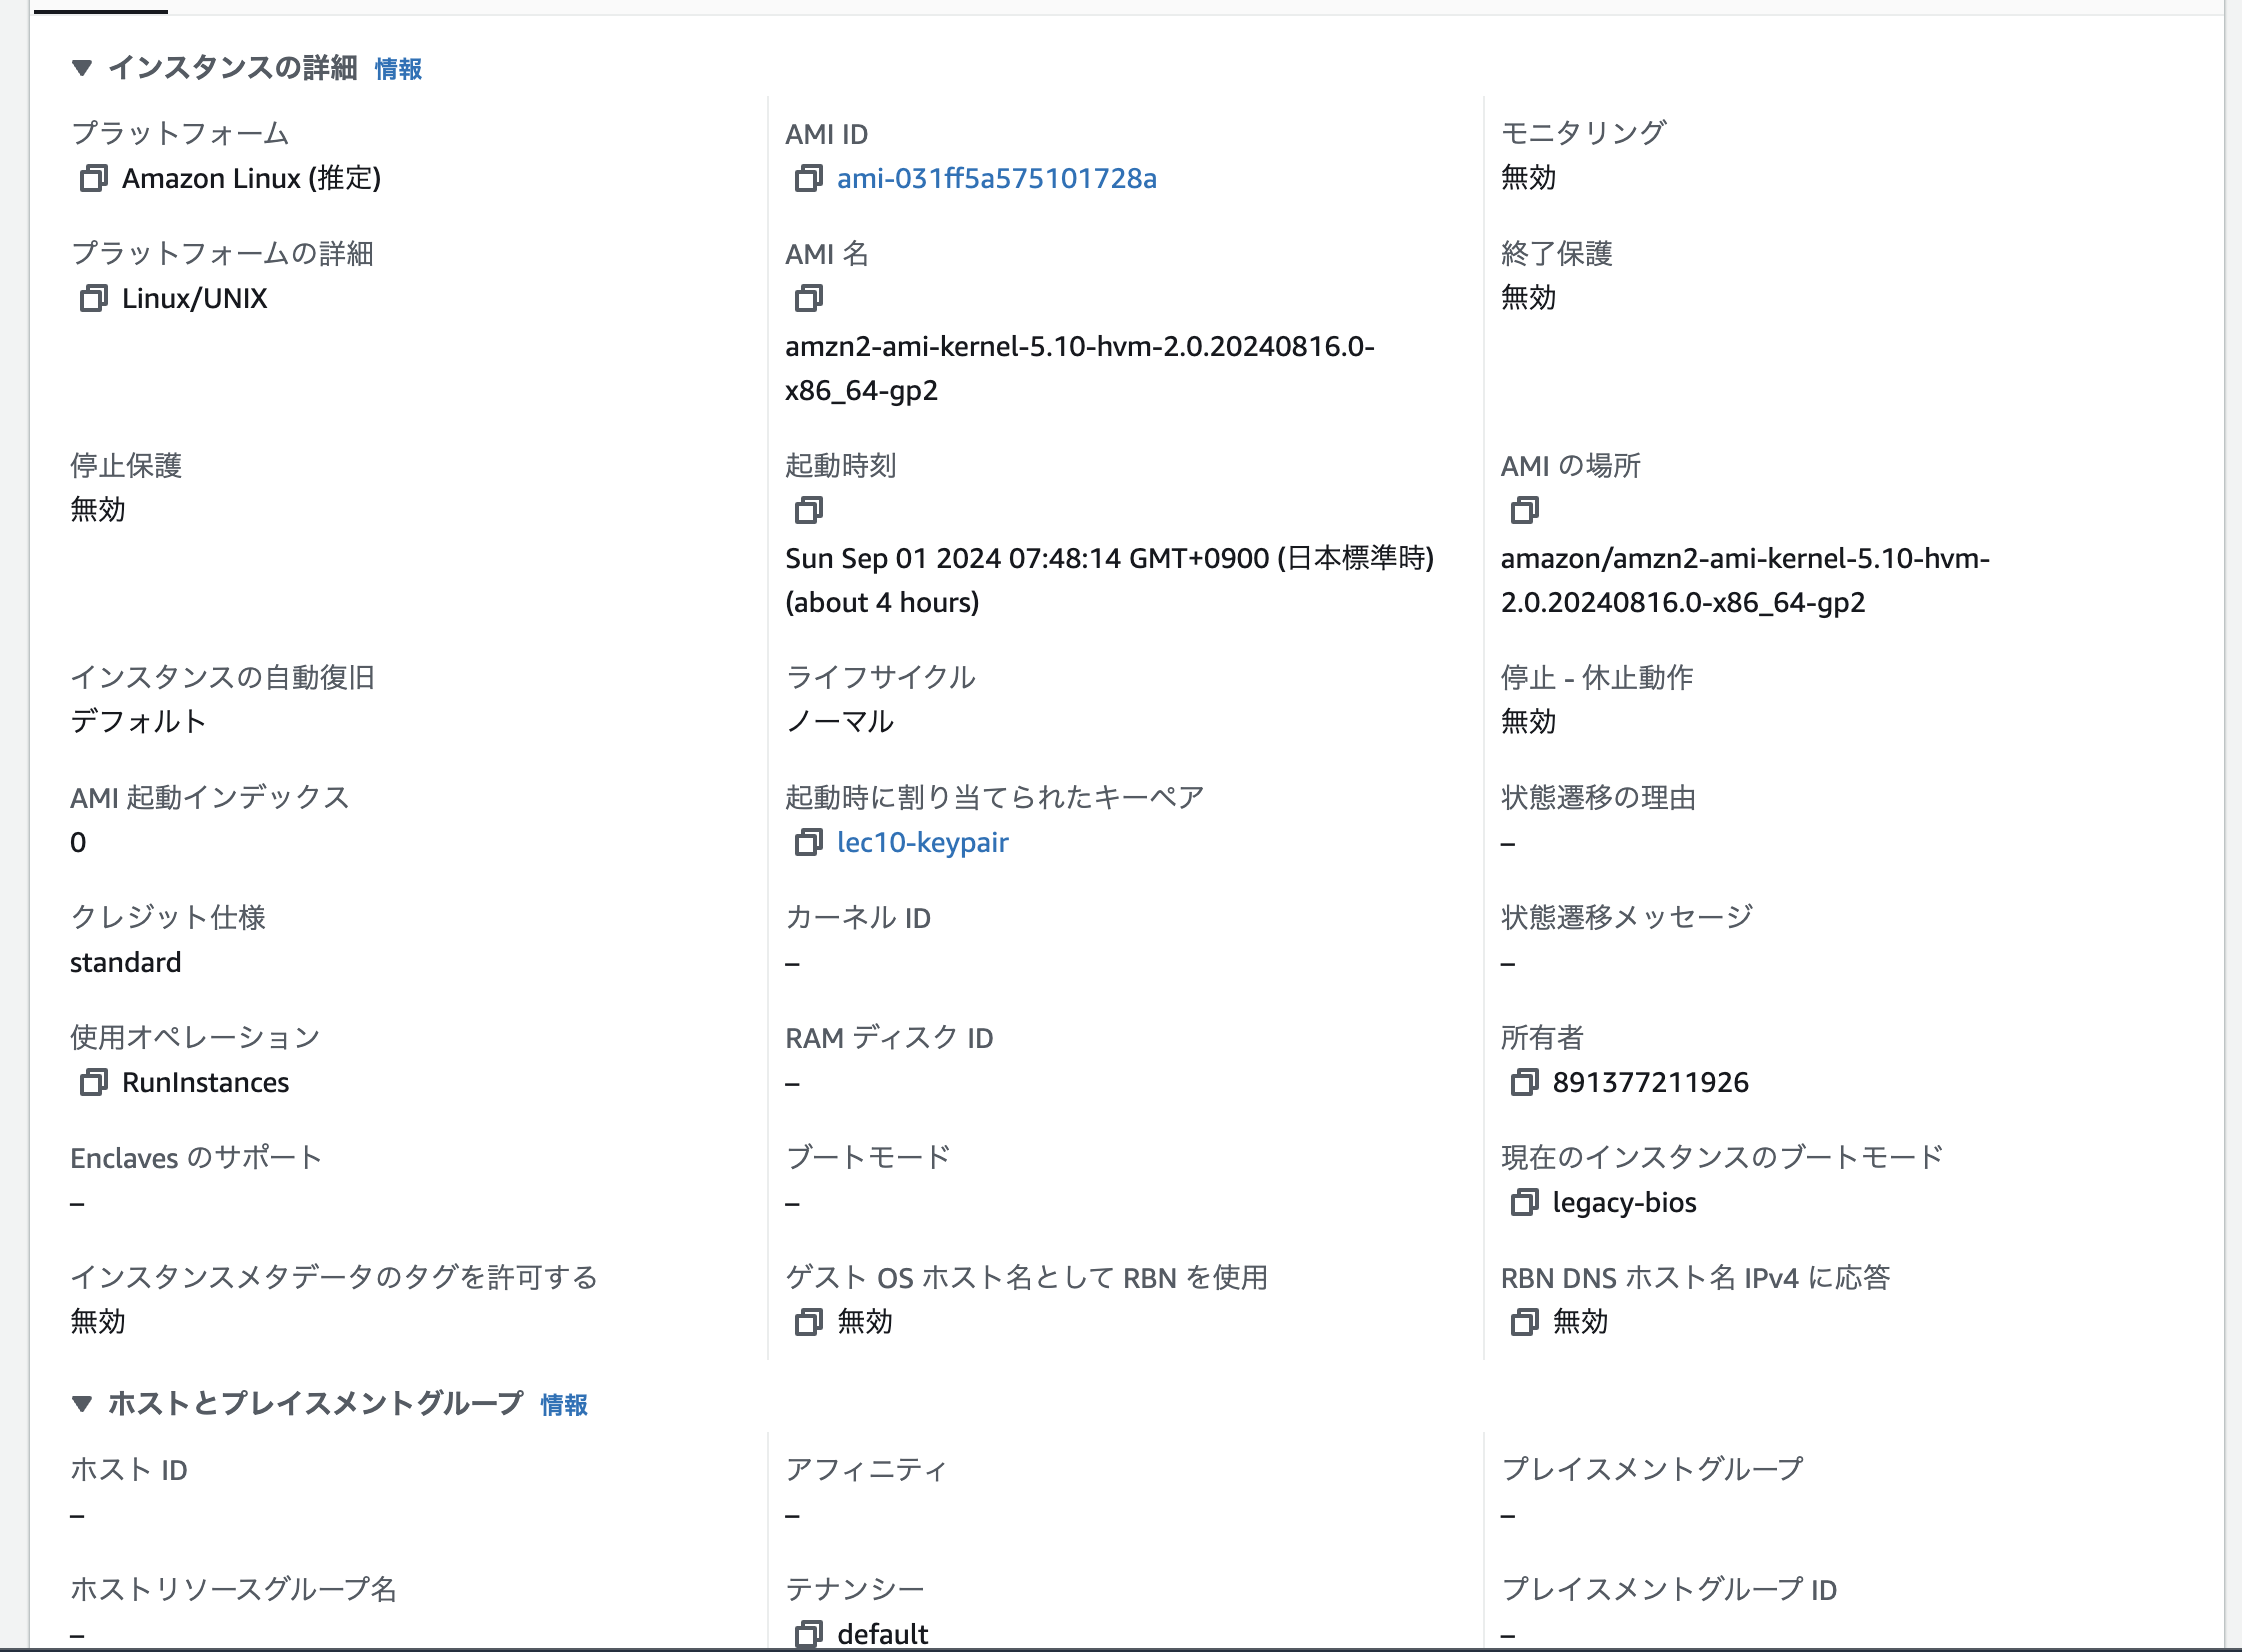 ▼ インスタンスの詳細 情報
プラットフォーム
Amazon Linux (推定)
AMI ID
ami-031ff5a575101728a
モニタリング
無効
プラットフォームの詳細
Linux/UNIX
AMI 名
amzn2-ami-kernel-5.10-hvm-2.0.20240816.0-
x86_64-gp2
終了保護
無効
停止保護
無効
起動時刻
Sun Sep 01 2024 07:48:14 GMT+0900 (日本標準時)
(about 4 hours)
AMI の場所
amazon/amzn2-ami-kernel-5.10-hvm-
2.0.20240816.0-x86_64-gp2
インスタンスの自動復旧
デフォルト
ライフサイクル
ノーマル
停止 - 休止動作
無効
AMI 起動インデックス
0
起動時に割り当てられたキーペア
lec10-keypair
状態遷移の理由
–
クレジット仕様
standard
カーネル ID
–
状態遷移メッセージ
–
使用オペレーション
RunInstances
RAM ディスク ID
–
所有者
891377211926
Enclaves のサポート
–
ブートモード
–
現在のインスタンスのブートモード
legacy-bios
インスタンスメタデータのタグを許可する
無効
ゲスト OS ホスト名として RBN を使用
無効
RBN DNS ホスト名 IPv4 に応答
無効
▼ ホストとプレイスメントグループ 情報
ホスト ID
–
アフィニティ
–
プレイスメントグループ
–
ホストリソースグループ名
–
テナンシー
default
プレイスメントグループ ID
–